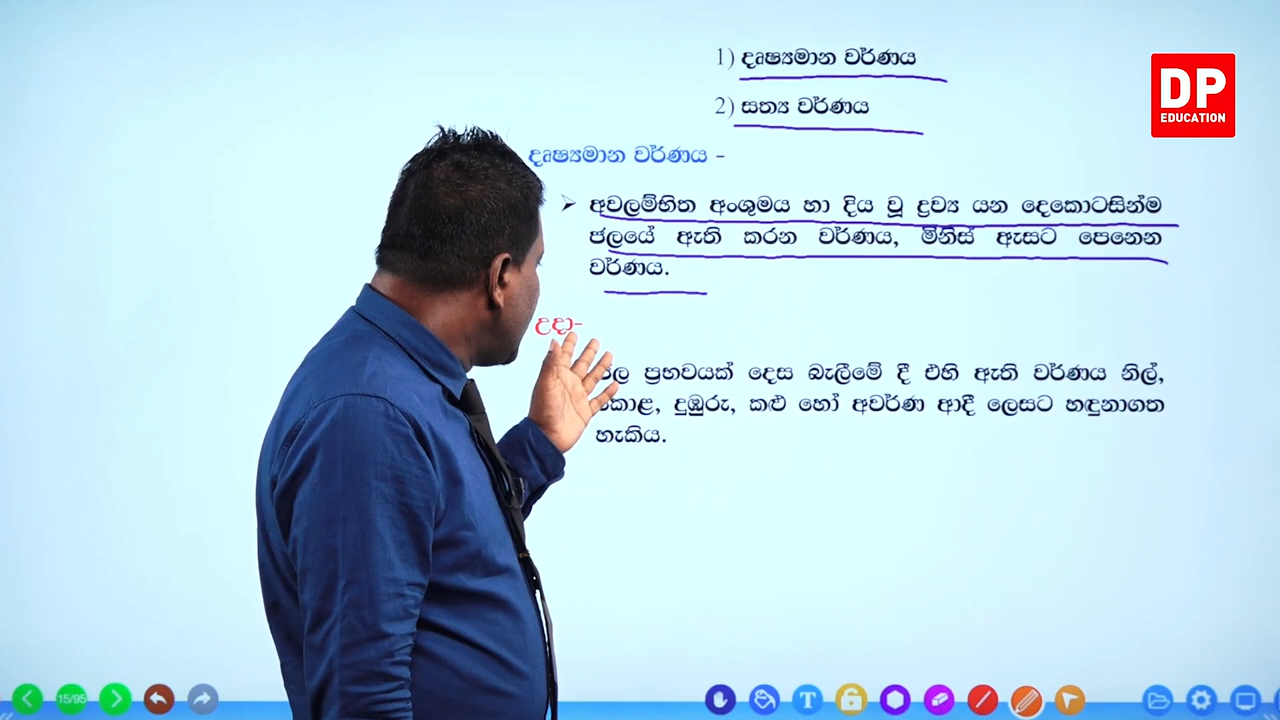 1) දෘෂ්‍යමාන වර්ණය
2) සත්‍ය වර්ණය
DP
EDUCATION
දෘෂ්‍යමාන වර්ණය -
➢ අවලම්භිත අංශුමය හා දිය වූ ද්‍රව්‍ය යන දෙකොටසින්ම
ජලයේ ඇති කරන වර්ණය, මිනිස් ඇසට පෙනෙන
වර්ණය.
උදා-
ප්‍රභවයක් දෙස බැලීමේ දී එහි ඇති වර්ණය නිල්,
දුඹුරු, කළු හෝ අවර්ණ ආදී ලෙසට හඳුනාගත
හැකිය.
15/95
T